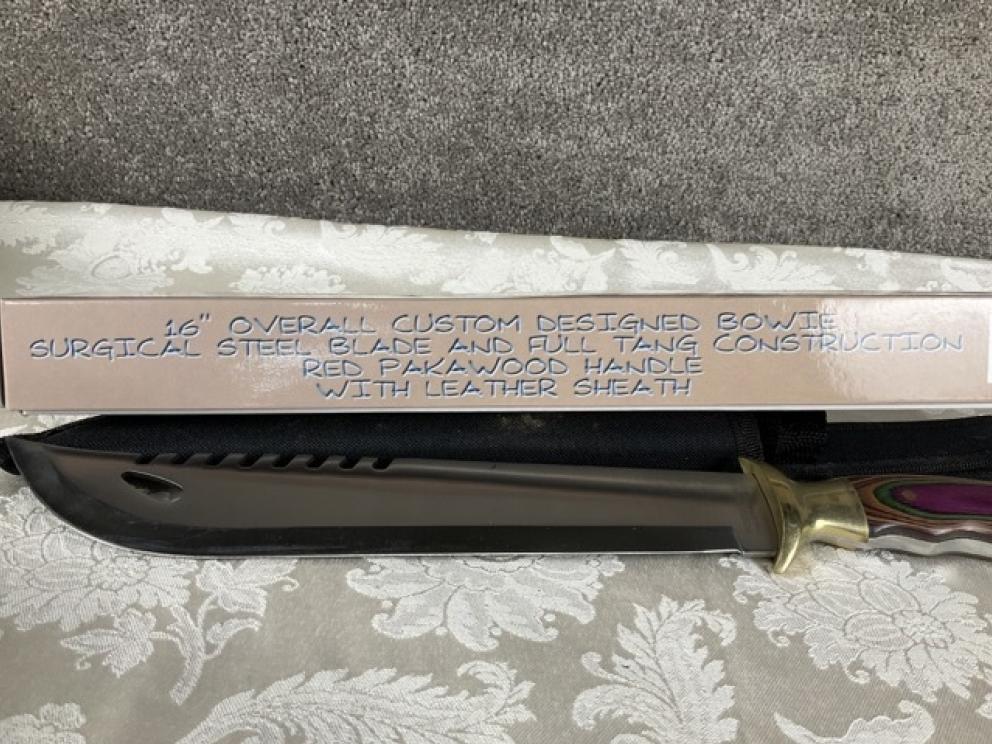 16" OVERALL CUSTOM DESIGNED BOWIE
SURGICAL STEEL BLADE AND FULL TANG CONSTRUCTION
RED PAKAWOOD HANDLE
WITH LEATHER SHEATH